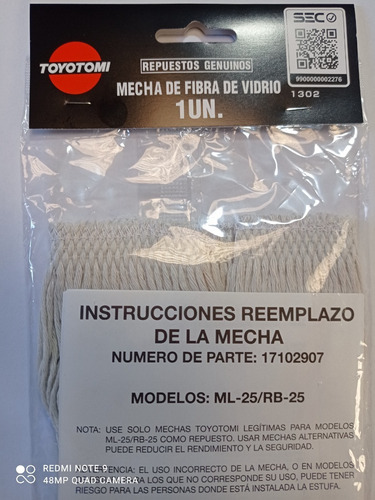 TOYOTOMI
REPUESTOS GENUINOS
MECHA DE FIBRA DE VIDRIO
1UN.
SEC
9900000002276
1302
INSTRUCCIONES REEMPLAZO
DE LA MECHA
NUMERO DE PARTE: 17102907
MODELOS: ML-25/RB-25
NOTA: USE SOLO MECHAS TOYOTOMI LEGÍTIMAS PARA MODELOS
ML-25/RB-25 COMO REPUESTO. USAR MECHAS ALTERNATIVAS
PUEDE REDUCIR EL RENDIMIENTO Y LA SEGURIDAD.
ENCIA: EL USO INCORRECTO DE LA MECHA, O EN MODELOS
LOS QUE NO CORRESPONDE SU USO, PUEDE TENER
RIESGO PARA LAS PERSONAS DONDE ESTÁ INSTALADA LA ESTUFA.
REDMI NOTE 9
48MP QUAD CAMERA